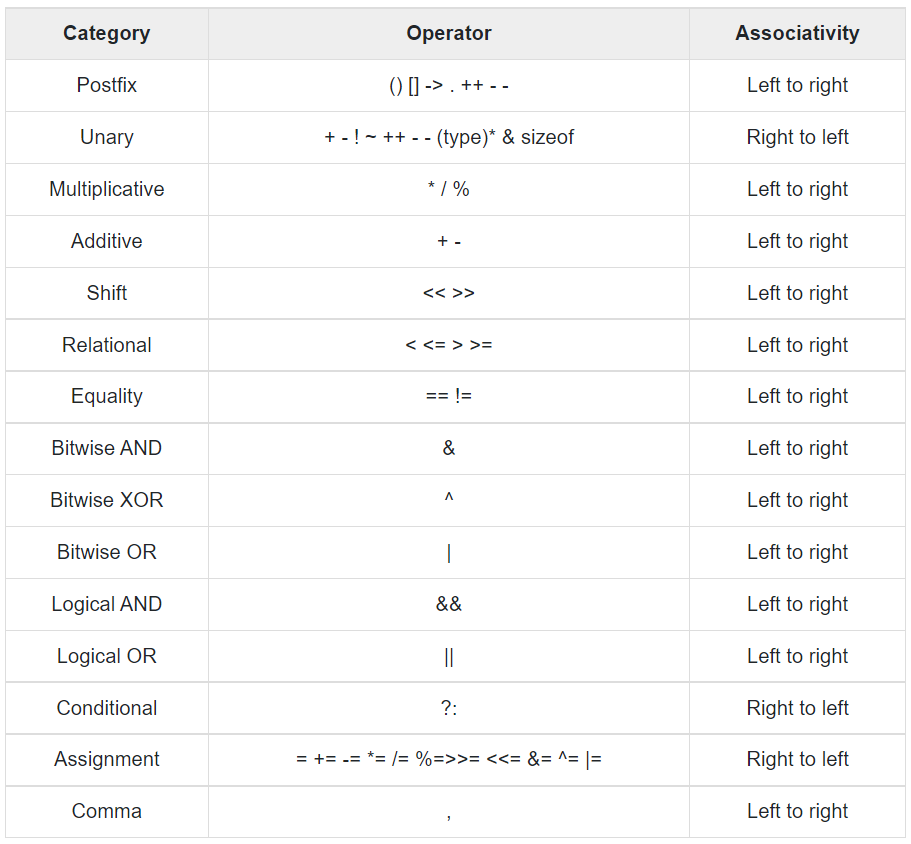 Category Operator Associativity
Postfix () [] -> . ++ - - Left to right
Unary + - ! ~ ++ - - (type)* & sizeof Right to left
Multiplicative * / % Left to right
Additive + - Left to right
Shift << >> Left to right
Relational < <= > >= Left to right
Equality == != Left to right
Bitwise AND & Left to right
Bitwise XOR ^ Left to right
Bitwise OR | Left to right
Logical AND && Left to right
Logical OR || Left to right
Conditional ?: Right to left
Assignment = += -= *= /= %=>>= <<= &= ^= |= Right to left
Comma , Left to right